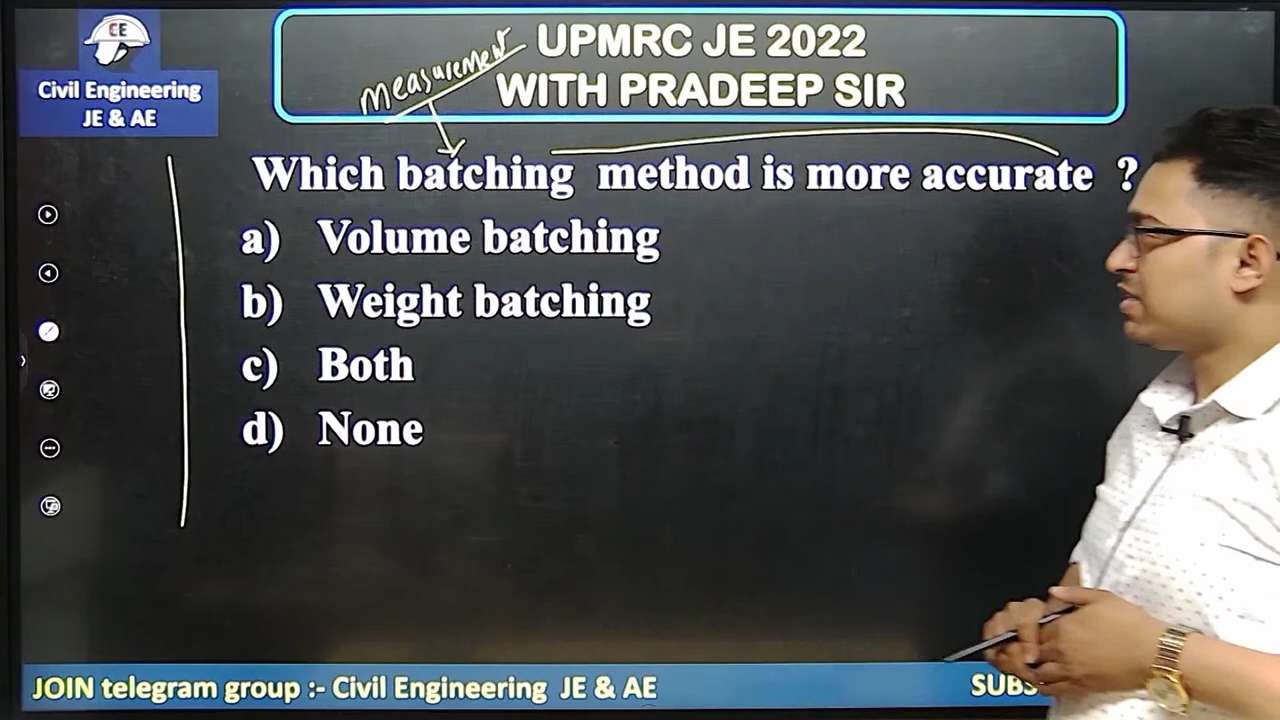 EE
Civil Engineering
JE & AE
UPMRC JE 2022
WITH PRADEEP SIR
measurement
Which batching method is more accurate ?
a) Volume batching
b) Weight batching
c) Both
d) None
JOIN telegram group :- Civil Engineering JE & AE
SUBS